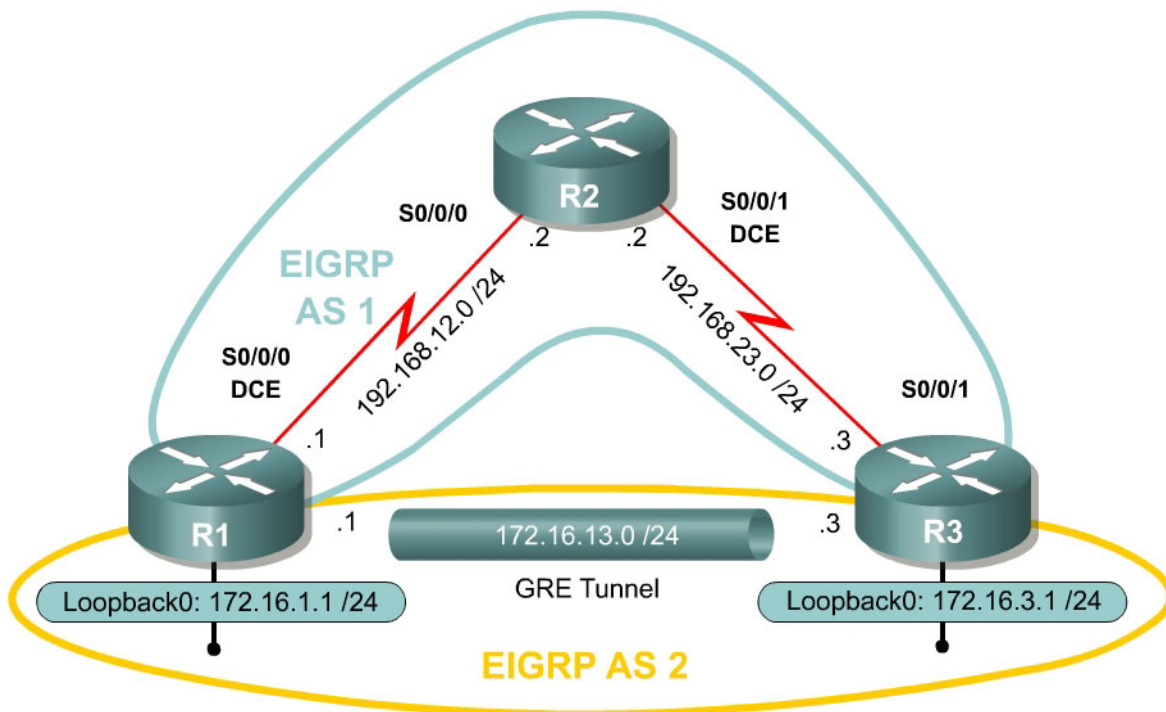 R2
S0/0/0
S0/0/1
DCE
.2
.2
EIGRP
AS 1
192.168.12.0 /24
192.168.23.0 /24
S0/0/0
DCE
S0/0/1
.1
.3
R1
R3
.1
172.16.13.0 /24
.3
GRE Tunnel
Loopback0: 172.16.1.1 /24
Loopback0: 172.16.3.1 /24
EIGRP AS 2